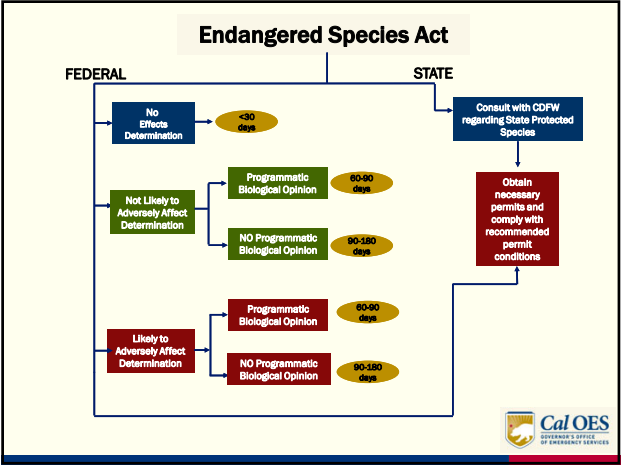 Endangered Species Act
FEDERAL
STATE
No
Effects
Determination
<30
days
Consult with CDFW
regarding State Protected
Species
Not Likely to
Adversely Affect
Determination
Programmatic
Biological Opinion
60-90
days
NO Programmatic
Biological Opinion
90-180
days
Obtain
necessary
permits and
comply with
recommended
permit
conditions
Likely to
Adversely Affect
Determination
Programmatic
Biological Opinion
60-90
days
NO Programmatic
Biological Opinion
90-180
days
Cal OES
GOVERNOR'S OFFICE
OF EMERGENCY SERVICES